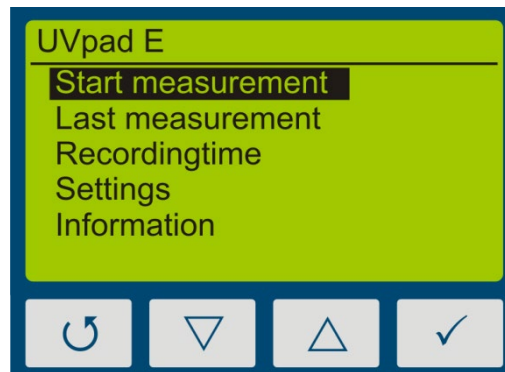 UVpad E
Start measurement
Last measurement
Recordingtime
Settings
Information